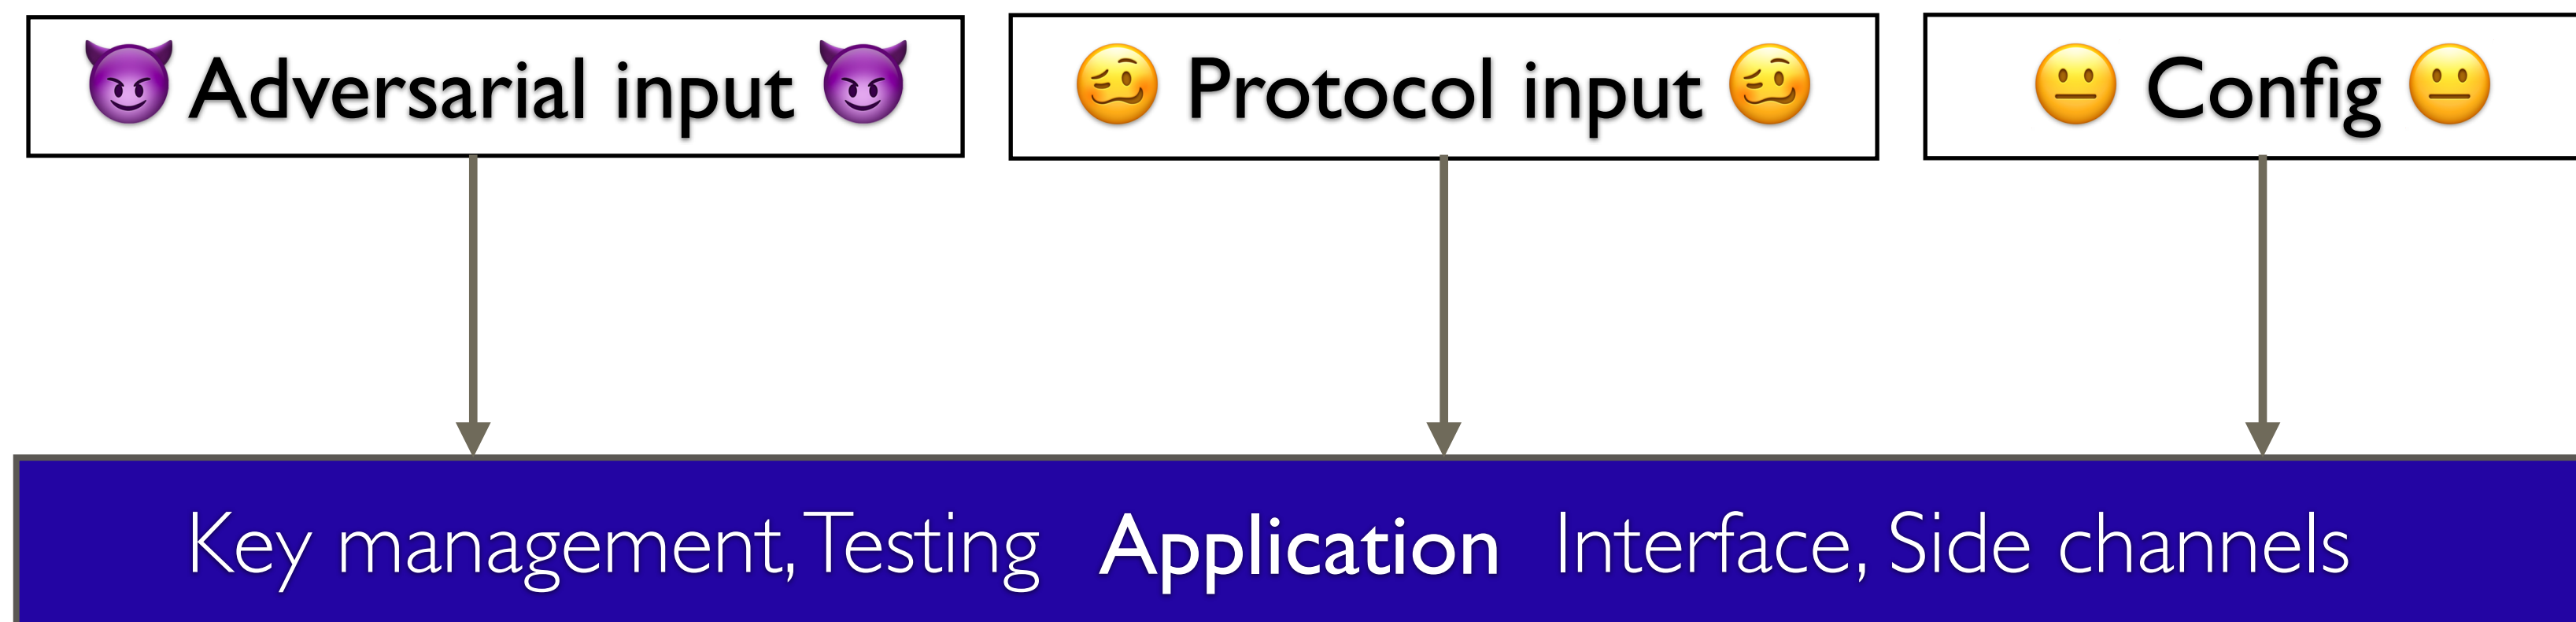 😈 Adversarial input 😈
🥴 Protocol input 🥴
😐 Config 😐
Key management, Testing Application Interface, Side channels